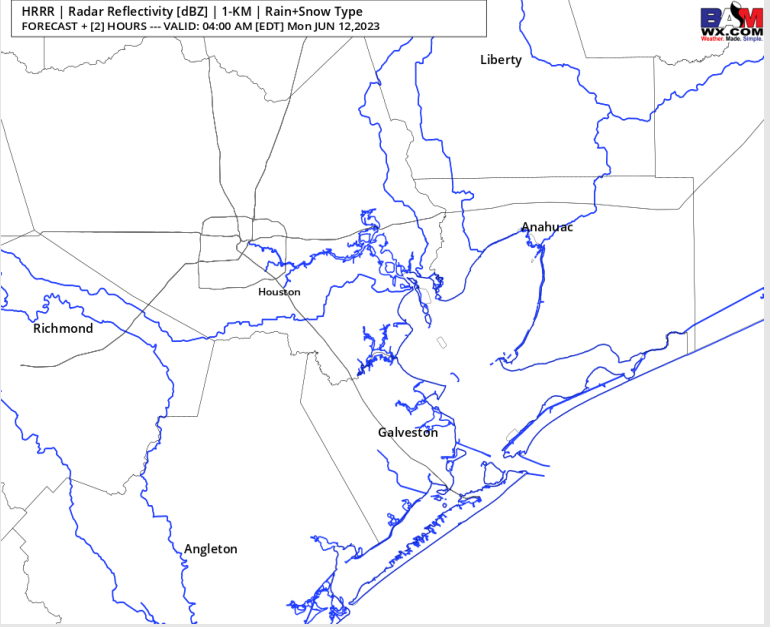 HRRR | Radar Reflectivity [dBZ] | 1-KM | Rain+Snow Type
FORECAST + [2] HOURS --- VALID: 04:00 AM [EDT] Mon JUN 12,2023
BAM
WX.COM
Weather. Made. Simple.
Liberty
Anahuac
Houston
Richmond
Galveston
Angleton